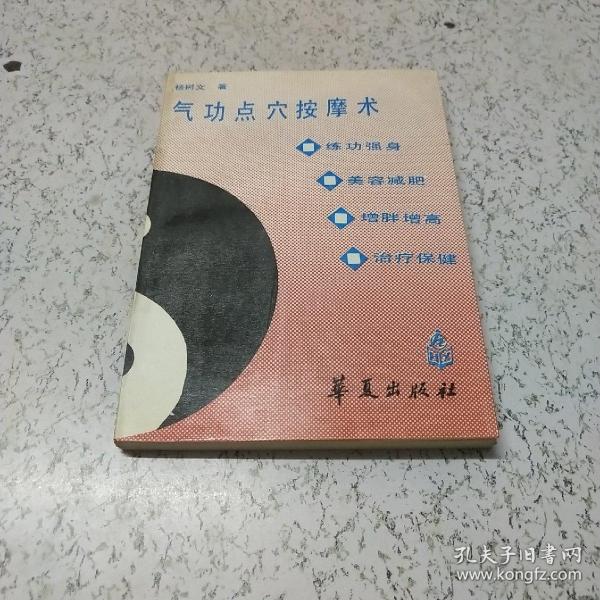 杨树文 著
气功点穴按摩术
练功强身
美容减肥
增胖增高
治疗保健
華夏出版社
孔夫子旧书网
www.kongfz.com